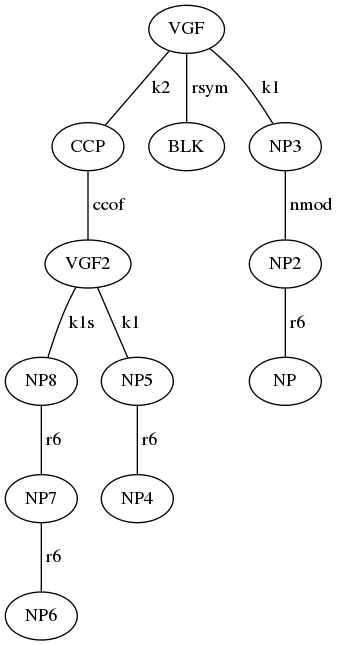 VGF
k2
rsym
k1
CCP
BLK
NP3
ccof
nmod
VGF2
NP2
k1s
k1
r6
NP8
NP5
NP
r6
r6
NP7
NP4
r6
NP6